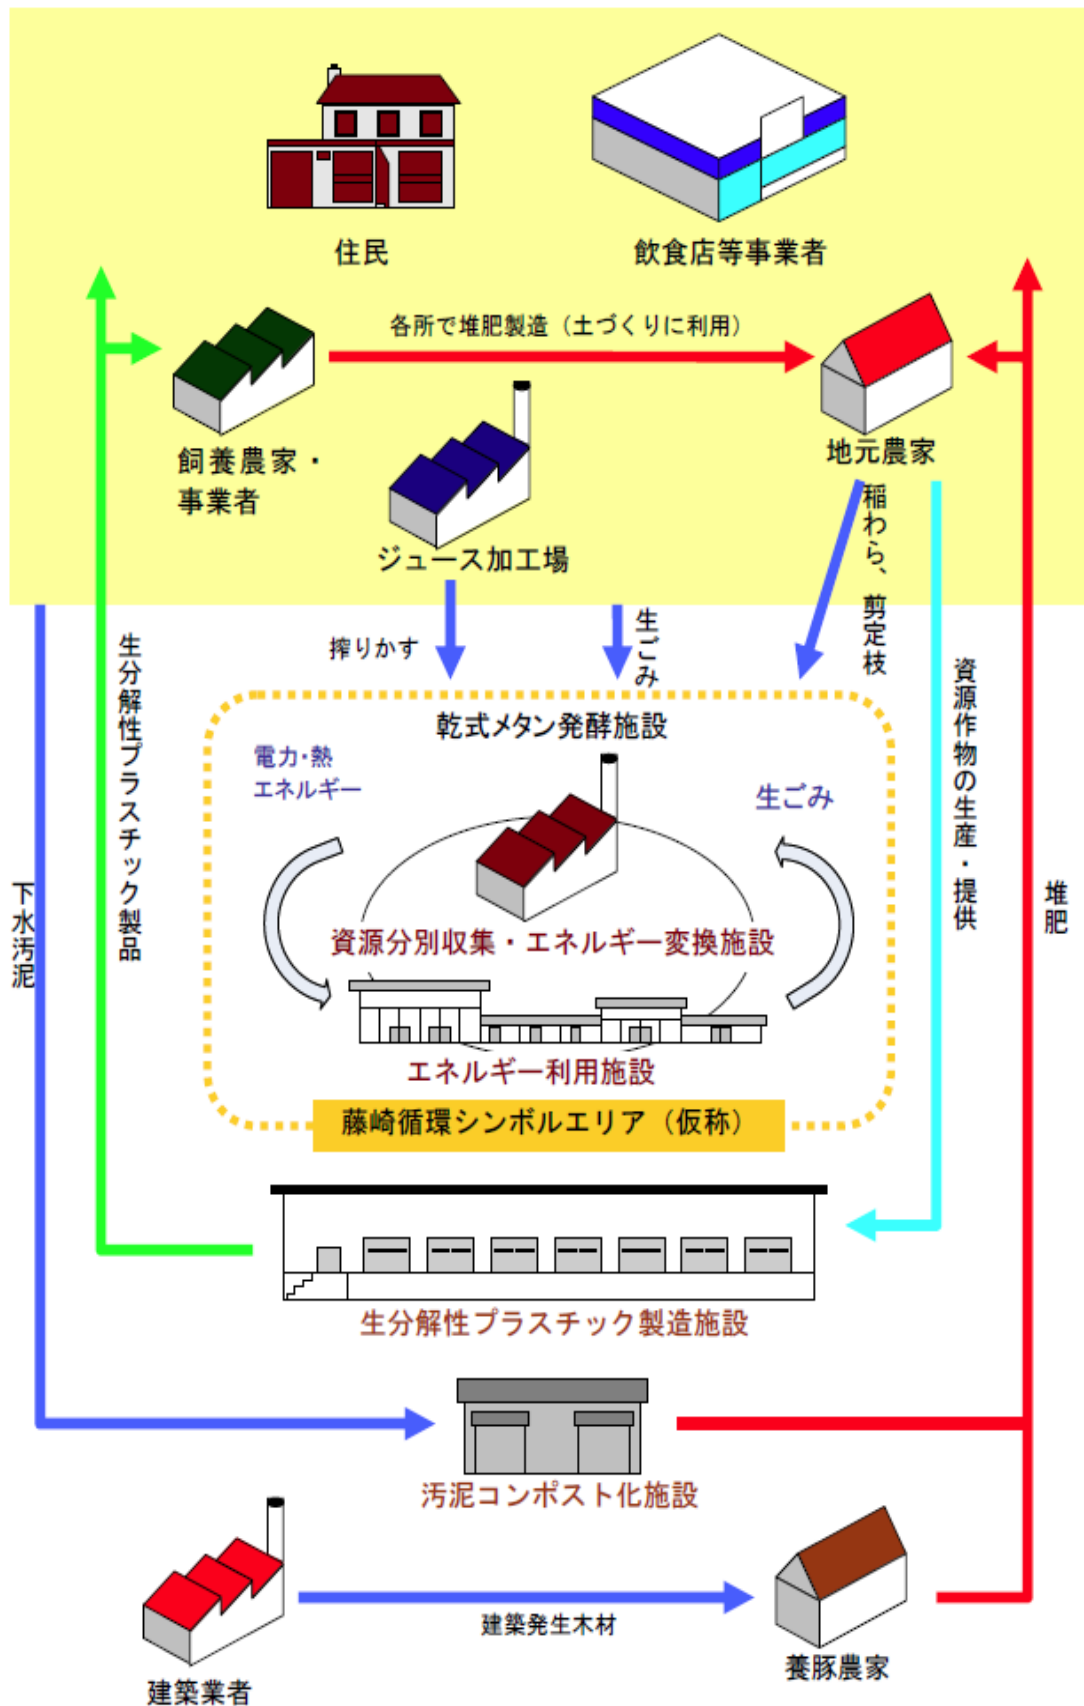 住民
飲食店等事業者
各所で堆肥製造（土づくりに利用）
飼養農家・
事業者
地元農家
ジュース加工場
稲わら、剪定枝
搾りかす
生ごみ
生分解性プラスチック製品
資源作物の生産・提供
下水汚泥
堆肥
乾式メタン発酵施設
電力・熱
エネルギー
生ごみ
資源分別収集・エネルギー変換施設
エネルギー利用施設
藤崎循環シンボルエリア（仮称）
生分解性プラスチック製造施設
汚泥コンポスト化施設
建築発生木材
建築業者
養豚農家